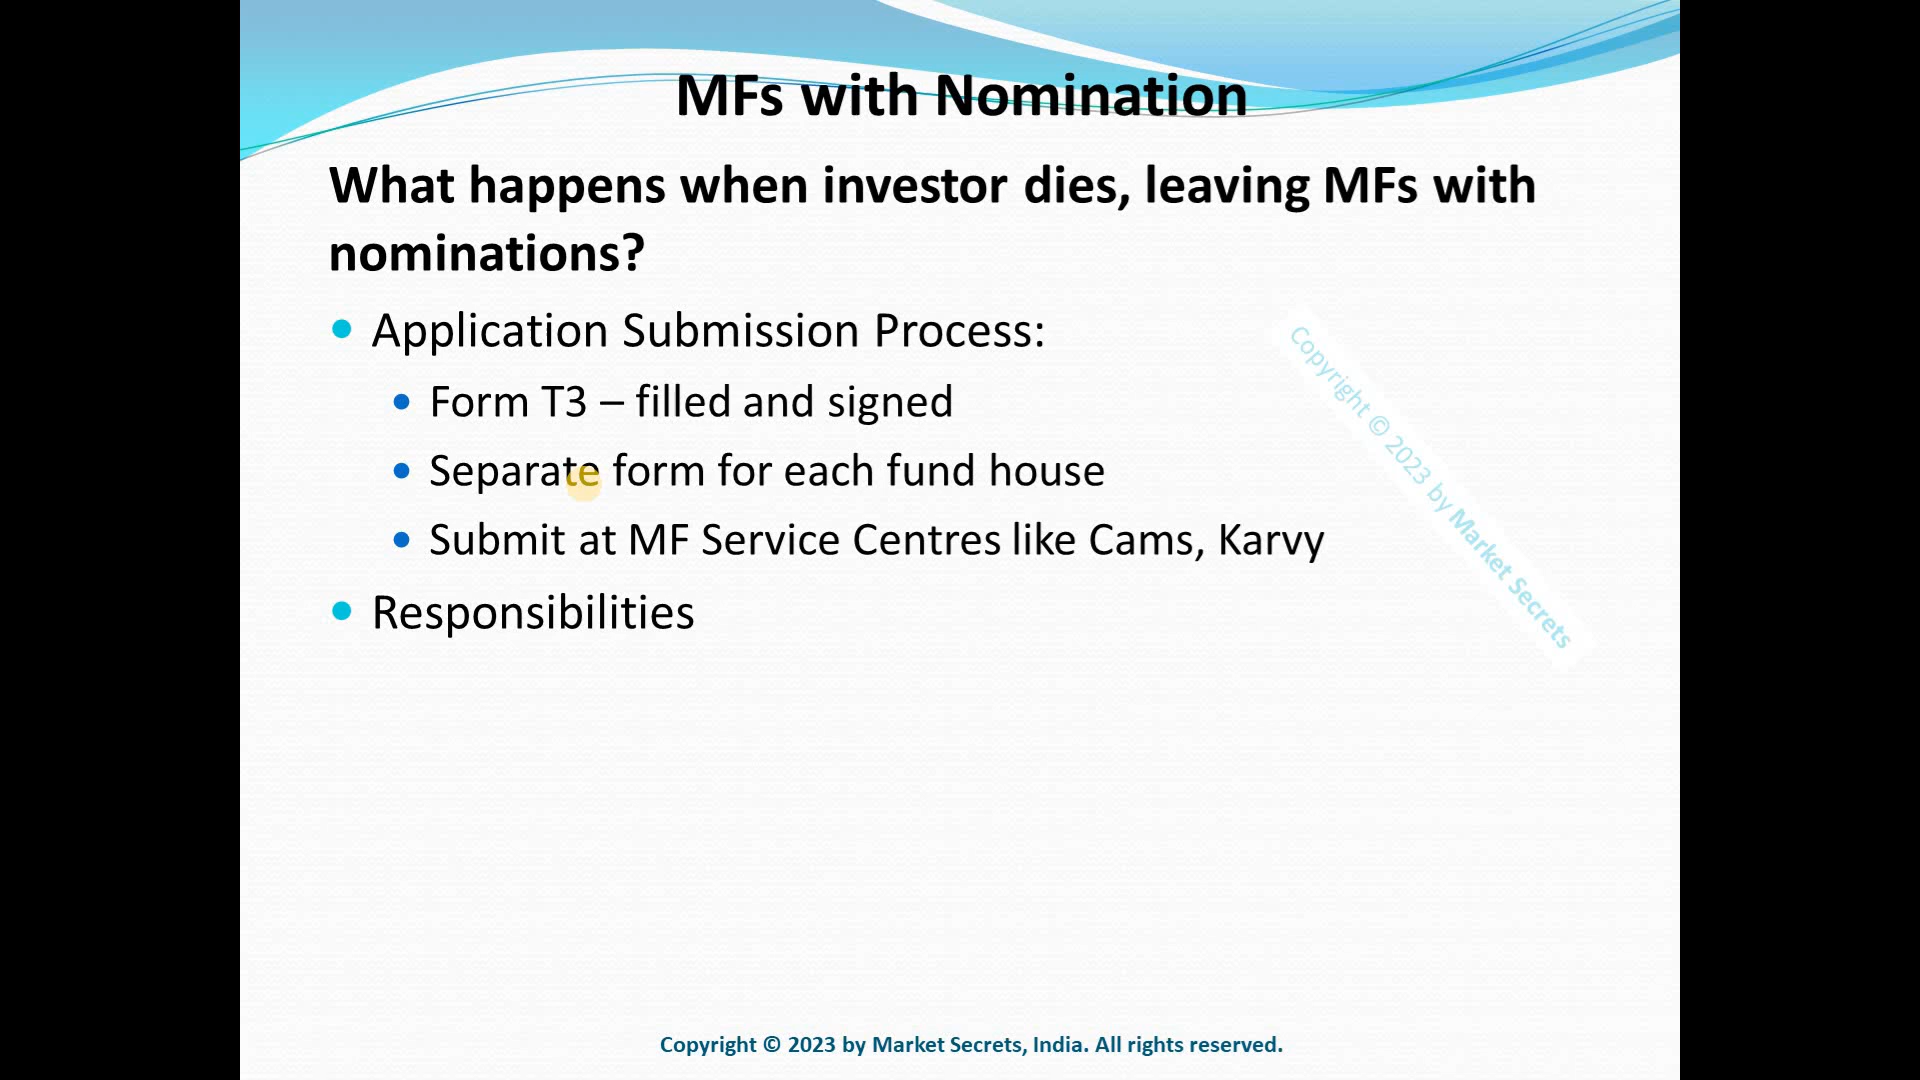 MFs with Nomination
What happens when investor dies, leaving MFs with
nominations?
Application Submission Process:
Form T3 – filled and signed
Separate form for each fund house
Submit at MF Service Centres like Cams, Karvy
Responsibilities
Copyright © 2023 by Market Secrets
Copyright © 2023 by Market Secrets, India. All rights reserved.